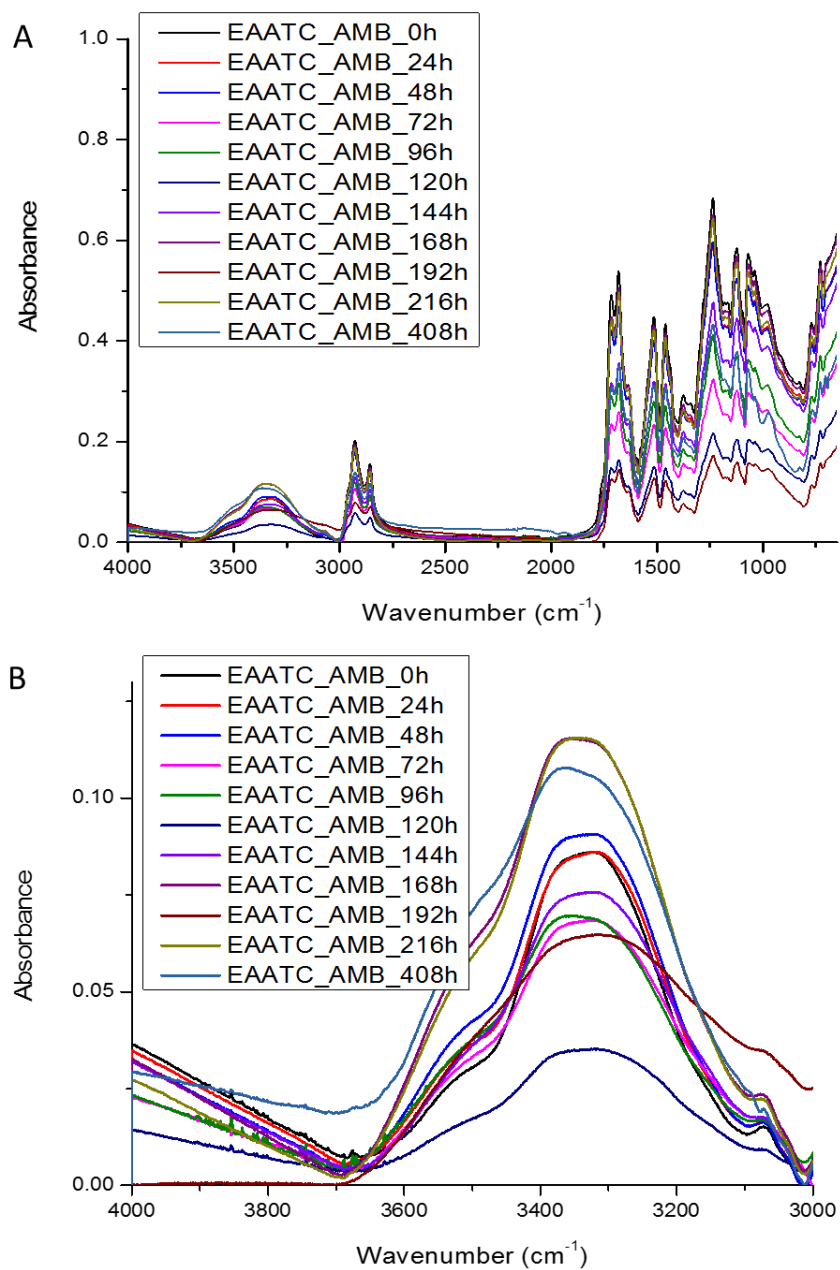 A
EAATC_AMB_0h
EAATC_AMB_24h
EAATC_AMB_48h
EAATC_AMB_72h
EAATC_AMB_96h
EAATC_AMB_120h
EAATC_AMB_144h
EAATC_AMB_168h
EAATC_AMB_192h
EAATC_AMB_216h
EAATC_AMB_408h
Absorbance
1.0
0.8
0.6
0.4
0.2
0.0
4000 3500 3000 2500 2000 1500 1000
Wavenumber (cm⁻¹)
B
EAATC_AMB_0h
EAATC_AMB_24h
EAATC_AMB_48h
EAATC_AMB_72h
EAATC_AMB_96h
EAATC_AMB_120h
EAATC_AMB_144h
EAATC_AMB_168h
EAATC_AMB_192h
EAATC_AMB_216h
EAATC_AMB_408h
Absorbance
0.10
0.05
0.00
4000 3800 3600 3400 3200 3000
Wavenumber (cm⁻¹)